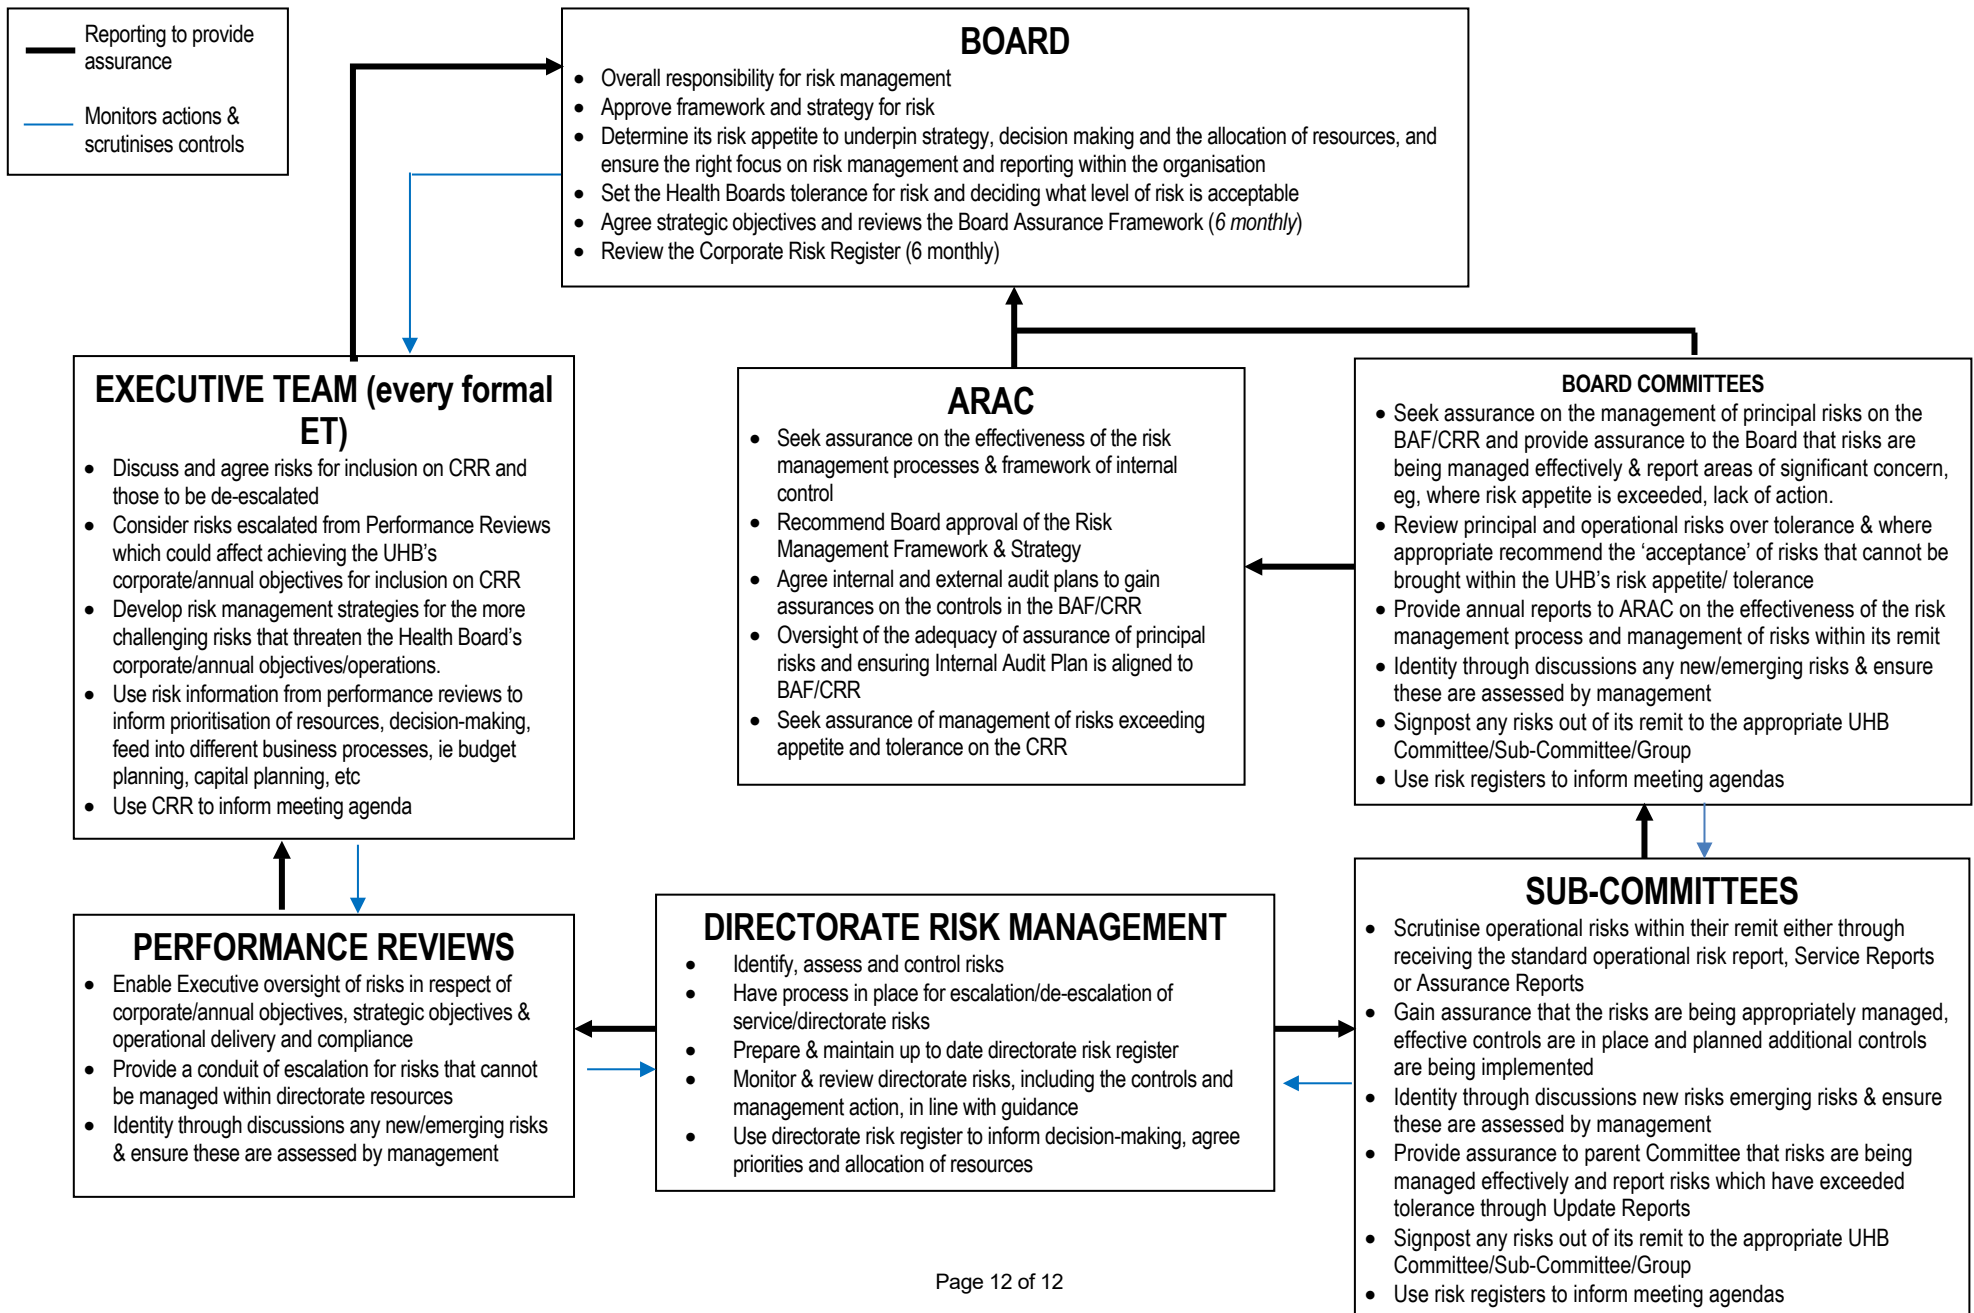 Reporting to provide
assurance
Monitors actions &
scrutinises controls
BOARD
• Overall responsibility for risk management
• Approve framework and strategy for risk
• Determine its risk appetite to underpin strategy, decision making and the allocation of resources, and
ensure the right focus on risk management and reporting within the organisation
• Set the Health Boards tolerance for risk and deciding what level of risk is acceptable
• Agree strategic objectives and reviews the Board Assurance Framework (6 monthly)
• Review the Corporate Risk Register (6 monthly)
EXECUTIVE TEAM (every formal
ET)
• Discuss and agree risks for inclusion on CRR and
those to be de-escalated
• Consider risks escalated from Performance Reviews
which could affect achieving the UHB’s
corporate/annual objectives for inclusion on CRR
• Develop risk management strategies for the more
challenging risks that threaten the Health Board’s
corporate/annual objectives/operations.
• Use risk information from performance reviews to
inform prioritisation of resources, decision-making,
feed into different business processes, ie budget
planning, capital planning, etc
• Use CRR to inform meeting agenda
ARAC
• Seek assurance on the effectiveness of the risk
management processes & framework of internal
control
• Recommend Board approval of the Risk
Management Framework & Strategy
• Agree internal and external audit plans to gain
assurances on the controls in the BAF/CRR
• Oversight of the adequacy of assurance of principal
risks and ensuring Internal Audit Plan is aligned to
BAF/CRR
• Seek assurance of management of risks exceeding
appetite and tolerance on the CRR
BOARD COMMITTEES
• Seek assurance on the management of principal risks on the
BAF/CRR and provide assurance to the Board that risks are
being managed effectively & report areas of significant concern,
eg, where risk appetite is exceeded, lack of action.
• Review principal and operational risks over tolerance & where
appropriate recommend the ‘acceptance’ of risks that cannot be
brought within the UHB’s risk appetite/ tolerance
• Provide annual reports to ARAC on the effectiveness of the risk
management process and management of risks within its remit
• Identity through discussions any new/emerging risks & ensure
these are assessed by management
• Signpost any risks out of its remit to the appropriate UHB
Committee/Sub-Committee/Group
• Use risk registers to inform meeting agendas
PERFORMANCE REVIEWS
• Enable Executive oversight of risks in respect of
corporate/annual objectives, strategic objectives &
operational delivery and compliance
• Provide a conduit of escalation for risks that cannot
be managed within directorate resources
• Identity through discussions any new/emerging risks
& ensure these are assessed by management
DIRECTORATE RISK MANAGEMENT
• Identify, assess and control risks
• Have process in place for escalation/de-escalation of
service/directorate risks
• Prepare & maintain up to date directorate risk register
• Monitor & review directorate risks, including the controls and
management action, in line with guidance
• Use directorate risk register to inform decision-making, agree
priorities and allocation of resources
SUB-COMMITTEES
• Scrutinise operational risks within their remit either through
receiving the standard operational risk report, Service Reports
or Assurance Reports
• Gain assurance that the risks are being appropriately managed,
effective controls are in place and planned additional controls
are being implemented
• Identity through discussions new risks emerging risks & ensure
these are assessed by management
• Provide assurance to parent Committee that risks are being
managed effectively and report risks which have exceeded
tolerance through Update Reports
• Signpost any risks out of its remit to the appropriate UHB
Committee/Sub-Committee/Group
• Use risk registers to inform meeting agendas
Page 12 of 12